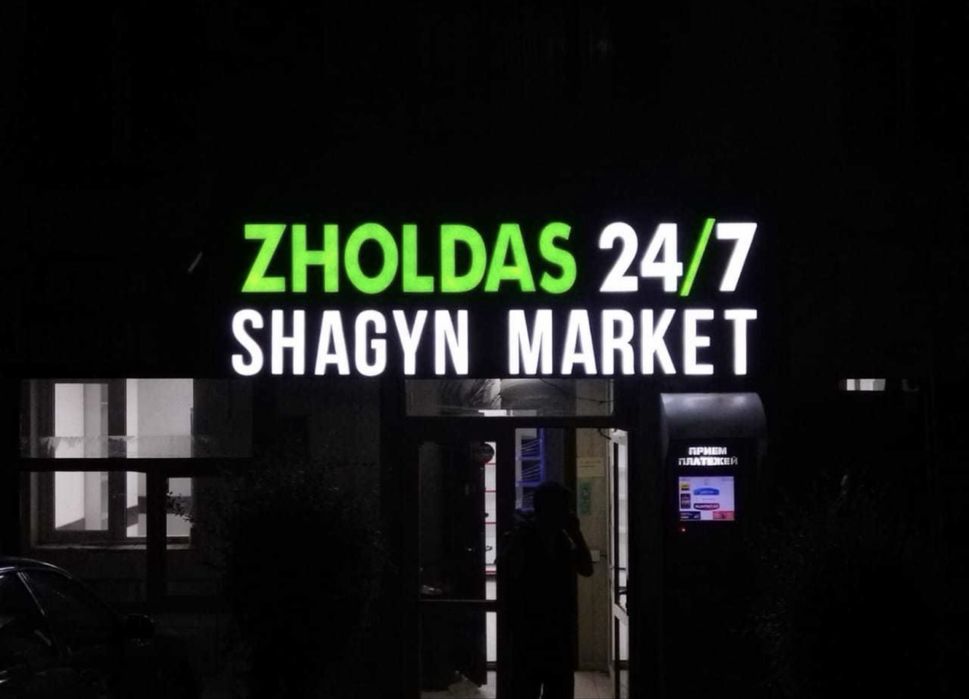 ZHOLDAS 24/7
SHAGYN MARKET
ПРИЕМ
ПЛАТЕЖЕЙ